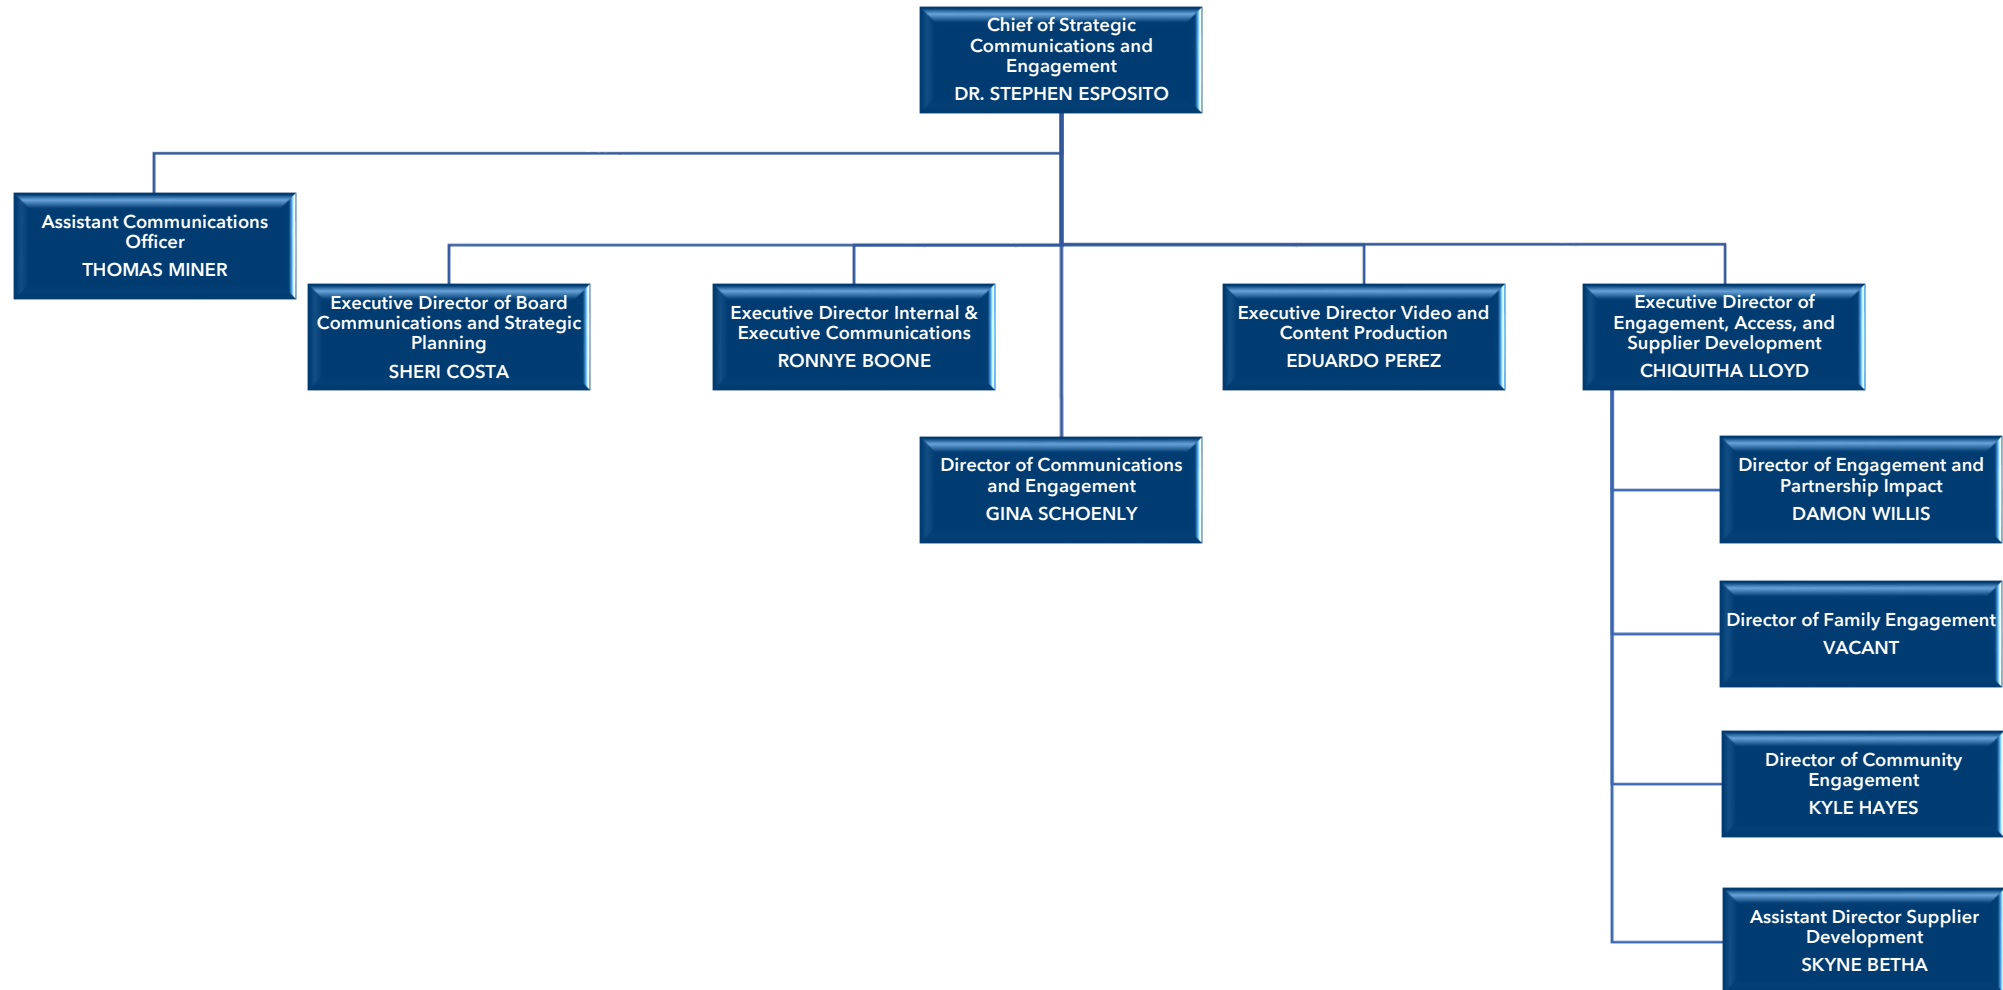 Chief of Strategic
Communications and
Engagement
DR. STEPHEN ESPOSITO
Assistant Communications
Officer
THOMAS MINER
Executive Director of Board
Communications and Strategic
Planning
SHERI COSTA
Executive Director Internal &
Executive Communications
RONNYE BOONE
Executive Director Video and
Content Production
EDUARDO PEREZ
Executive Director of
Engagement, Access, and
Supplier Development
CHIQUITHA LLOYD
Director of Communications
and Engagement
GINA SCHOENLY
Director of Engagement and
Partnership Impact
DAMON WILLIS
Director of Family Engagement
VACANT
Director of Community
Engagement
KYLE HAYES
Assistant Director Supplier
Development
SKYNE BETHA